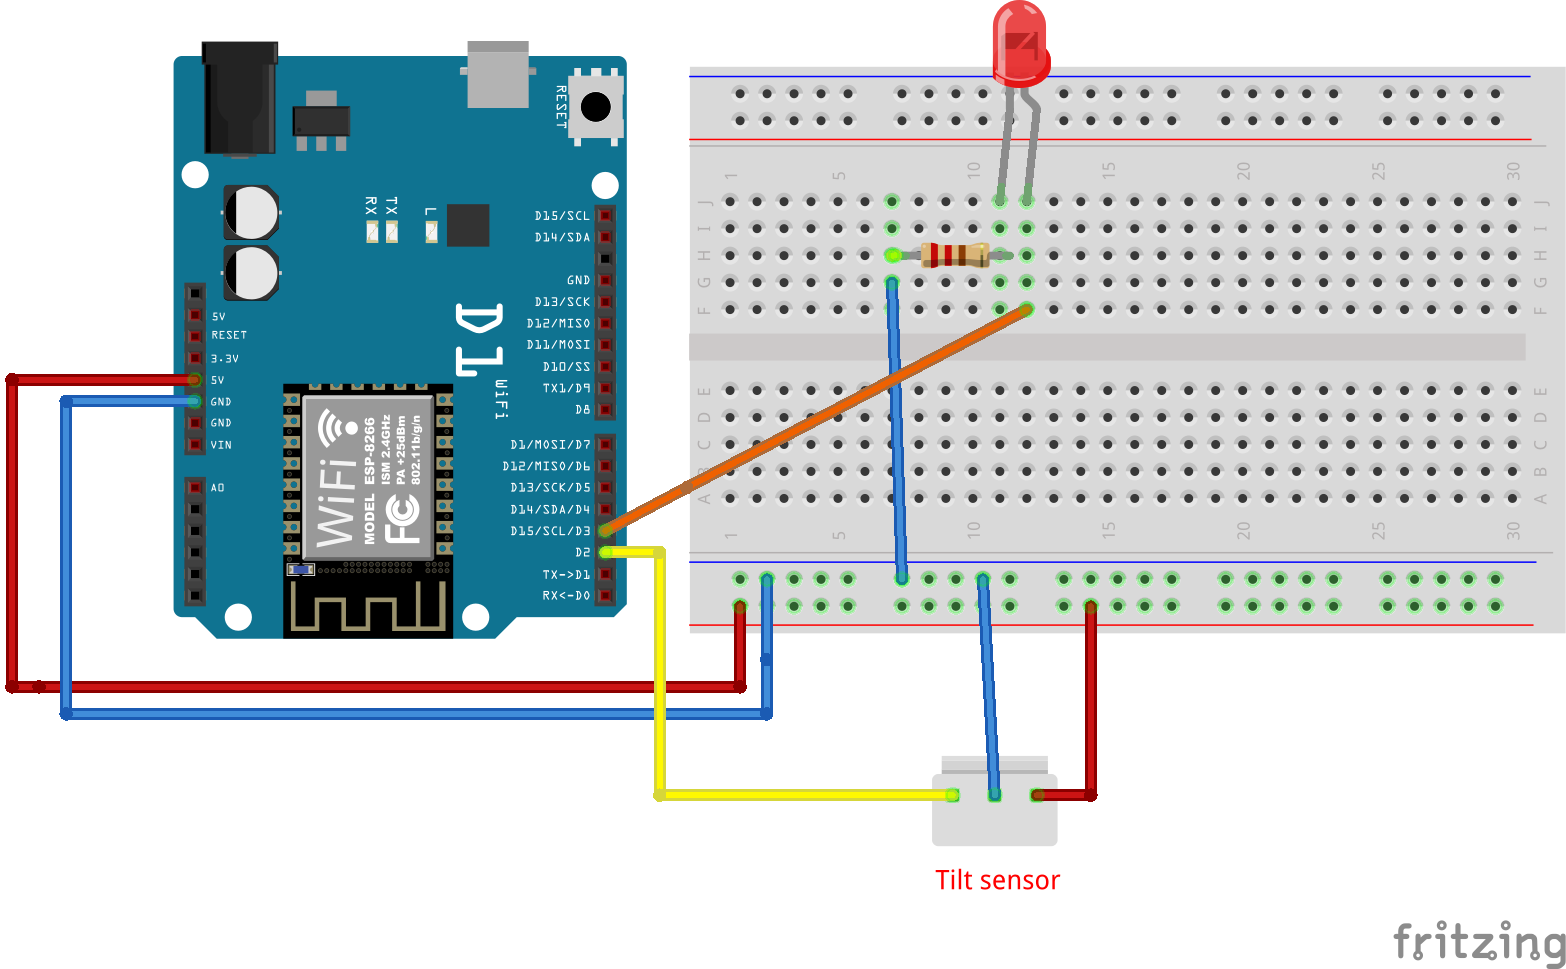 RESET
RX
TX
L
D15/SCL
D14/SDA
GND
D13/SCK
D12/MISO
D11/MOSI
D10/SS
TX1/D9
D8
D1
WiFi
5V
RESET
3.3V
5V
GND
GND
VIN
A0
D1/MOSI/D7
D12/MISO/D6
D13/SCK/D5
D14/SDA/D4
D15/SCL/D3
D2
TX->D1
RX<-D0
WiFi
MODEL ESP-8266
ISM 2.4GHz
PA +25dBm
802.11b/g/n
FC
1 5 10 15 20 25 30
J J
I I
H H
G G
F F
E E
D D
C C
B B
A A
1 5 10 15 20 25 30
Tilt sensor
fritzing